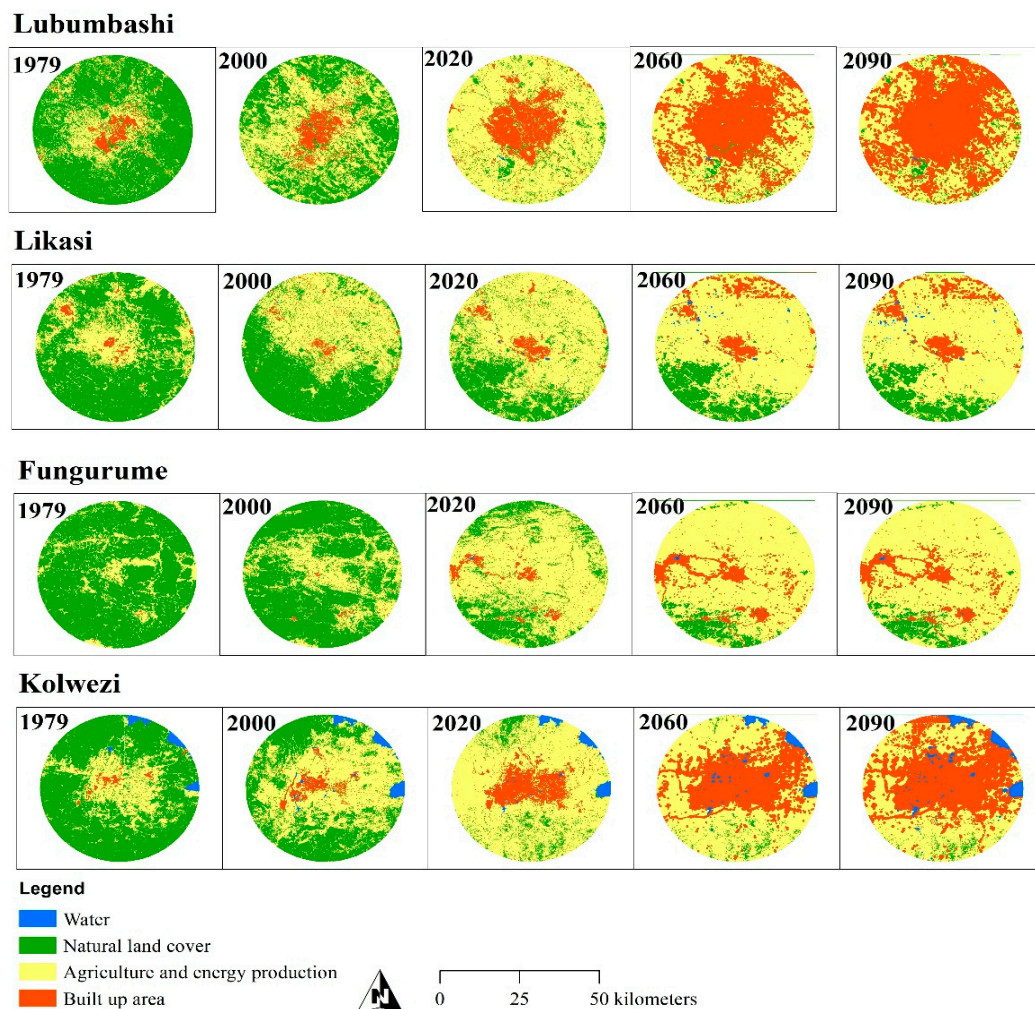 Lubumbashi
1979 2000 2020 2060 2090
Likasi
1979 2000 2020 2060 2090
Fungurume
1979 2000 2020 2060 2090
Kolwezi
1979 2000 2020 2060 2090
Legend
Water
Natural land cover
Agriculture and energy production
Built up area
N
0 25 50 kilometers